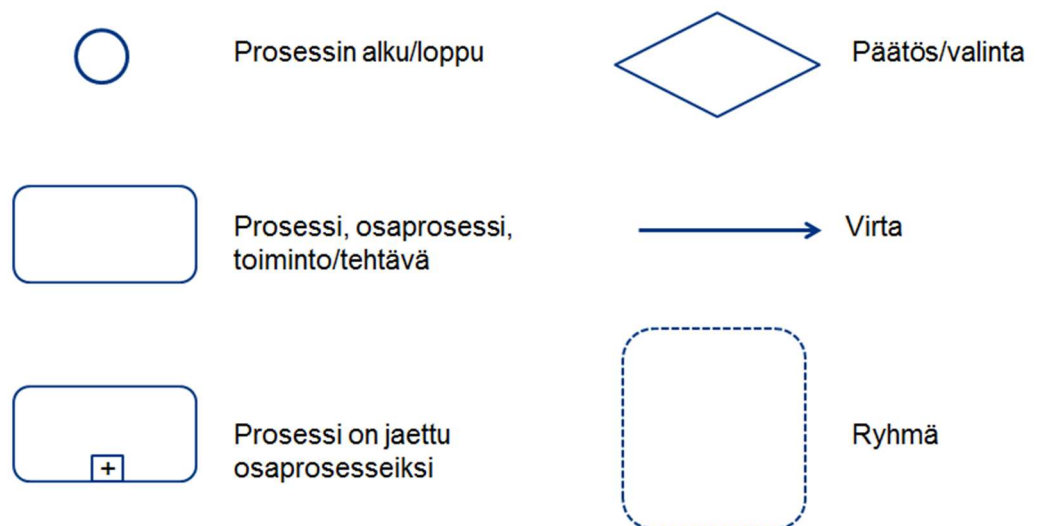 Prosessin alku/loppu
Päätös/valinta
Prosessi, osaprosessi,
toiminto/tehtävä
Virta
+
Prosessi on jaettu
osaprosesseiksi
Ryhmä